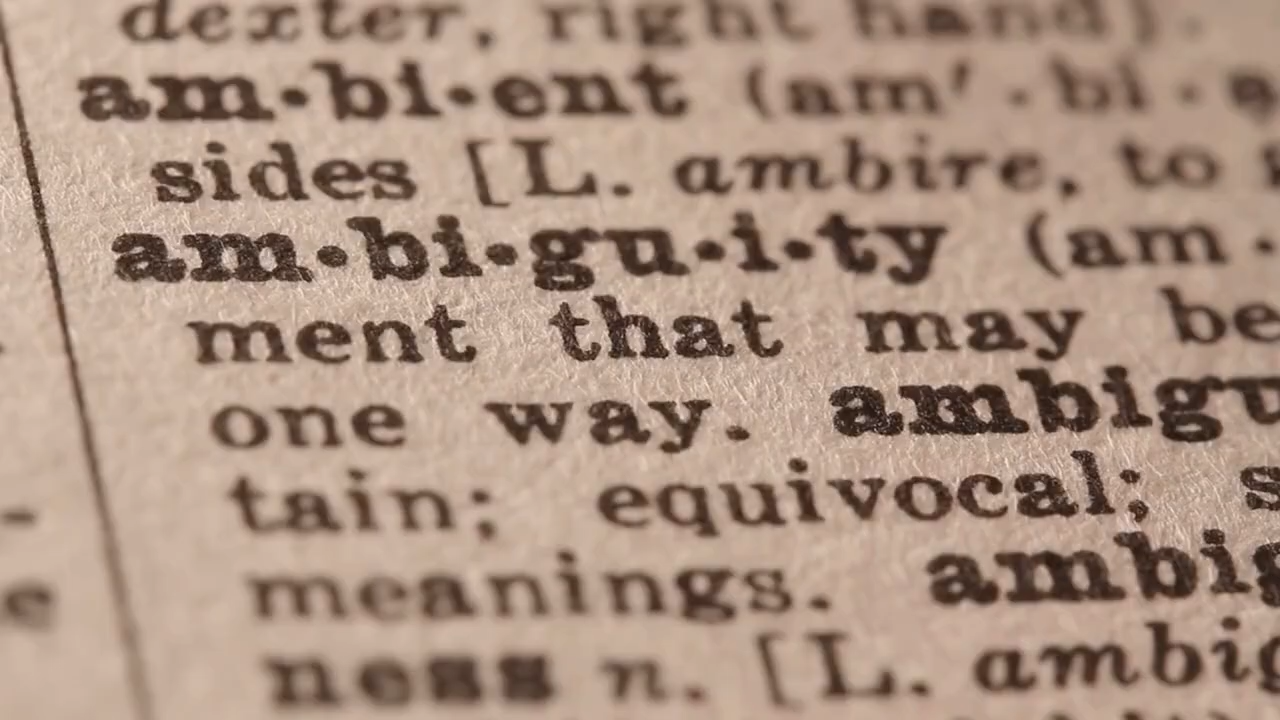 dexter, right hand].
am·bi·ent (am′·bi·
sides [L. ambire, to
am·bi·gu·i·ty (am·
ment that may be
one way. ambigu
tain; equivocal; s
meanings. ambig
ness n. [L. ambig